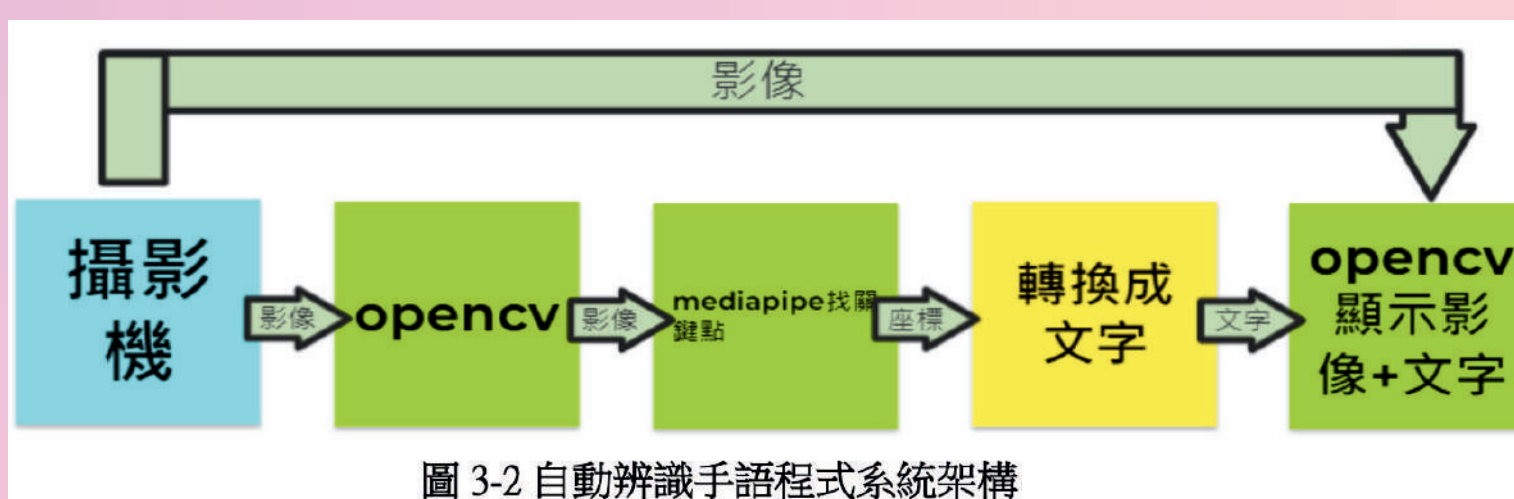 影像
攝影
機
影像
opencv
影像
mediapipe找關
鍵點
座標
轉換成
文字
文字
opencv
顯示影
像+文字
圖 3-2 自動辨識手語程式系統架構